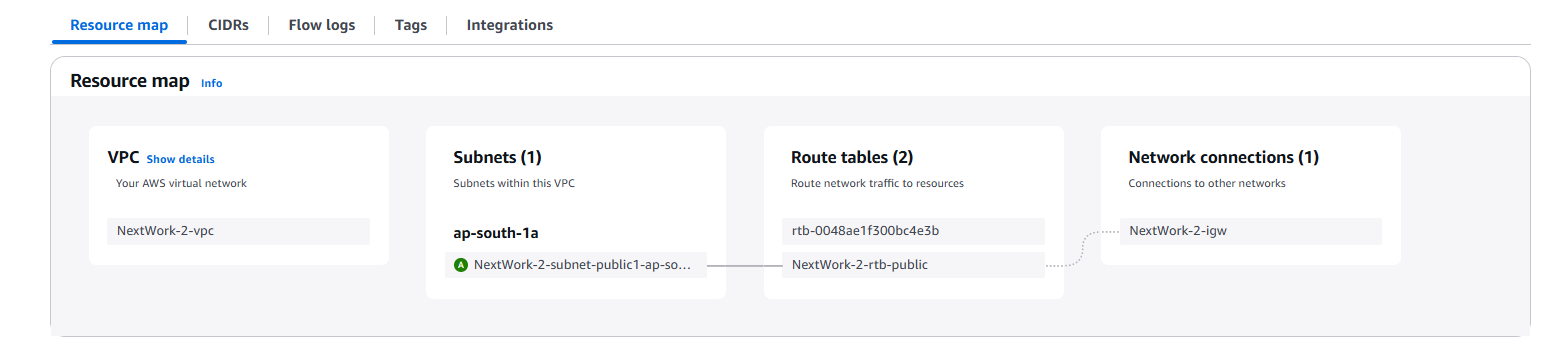 Resource map
CIDRs
Flow logs
Tags
Integrations
Resource map Info
VPC Show details
Your AWS virtual network
NextWork-2-vpc
Subnets (1)
Subnets within this VPC
ap-south-1a
A NextWork-2-subnet-public1-ap-so...
Route tables (2)
Route network traffic to resources
rtb-0048ae1f300bc4e3b
NextWork-2-rtb-public
Network connections (1)
Connections to other networks
NextWork-2-igw